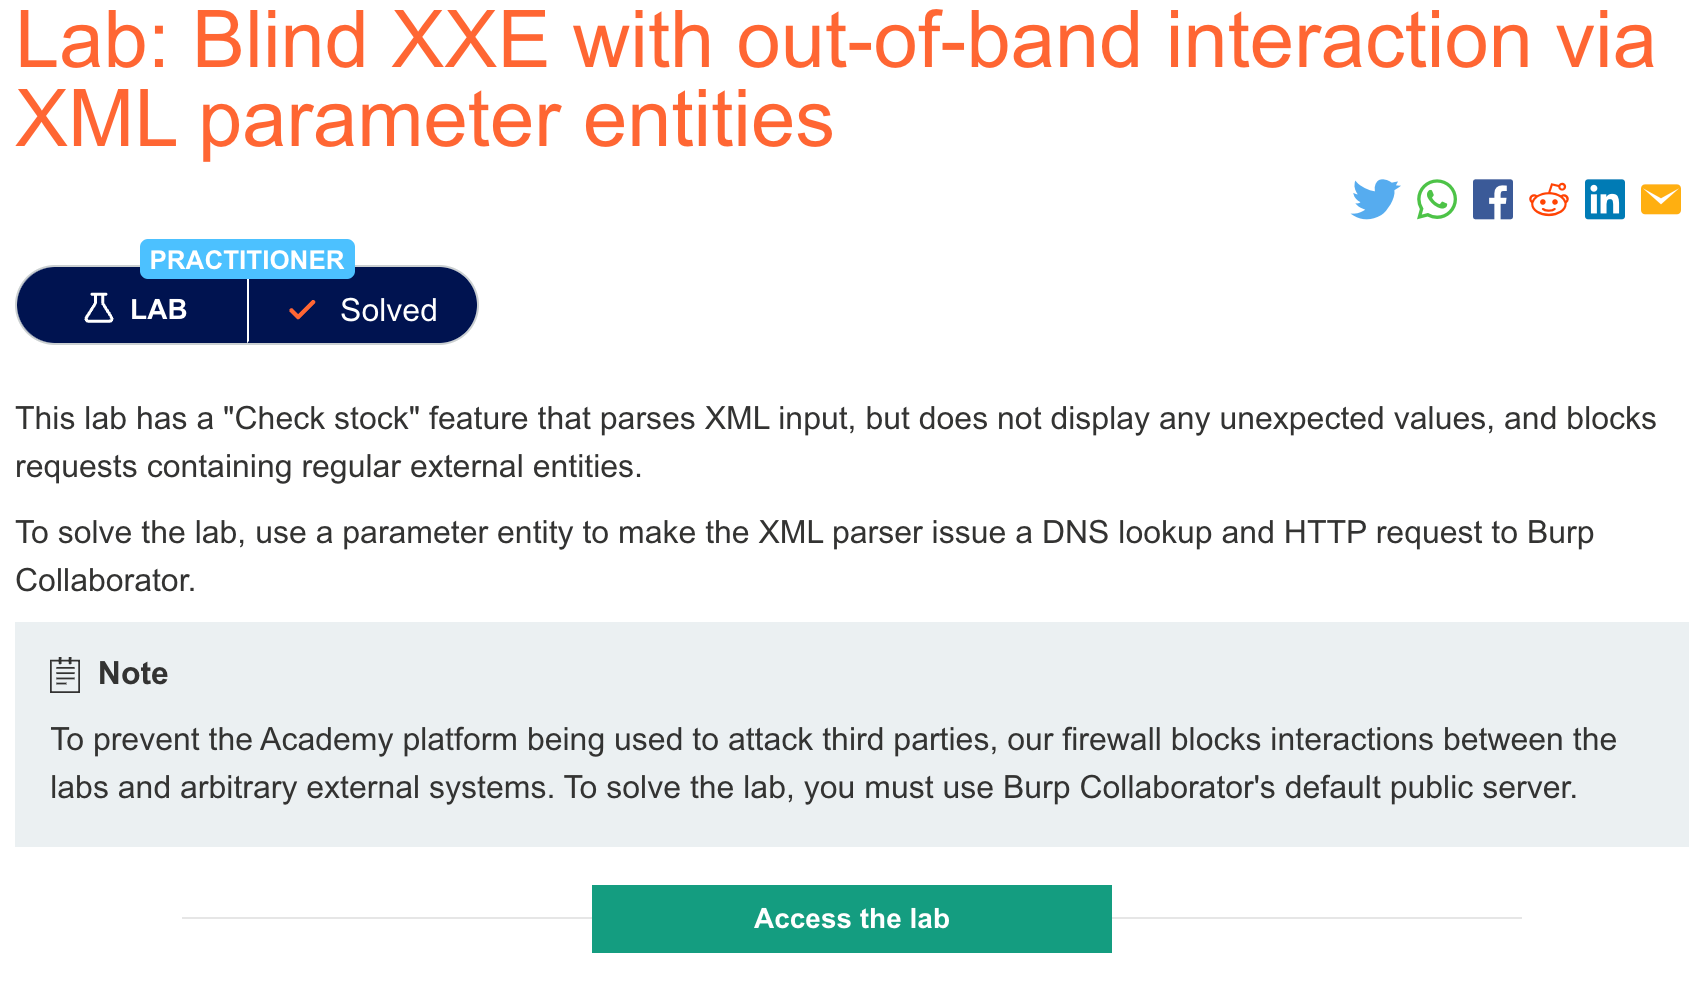 Lab: Blind XXE with out-of-band interaction via
XML parameter entities
PRACTITIONER
LAB
Solved
This lab has a "Check stock" feature that parses XML input, but does not display any unexpected values, and blocks
requests containing regular external entities.
To solve the lab, use a parameter entity to make the XML parser issue a DNS lookup and HTTP request to Burp
Collaborator.
Note
To prevent the Academy platform being used to attack third parties, our firewall blocks interactions between the
labs and arbitrary external systems. To solve the lab, you must use Burp Collaborator's default public server.
Access the lab